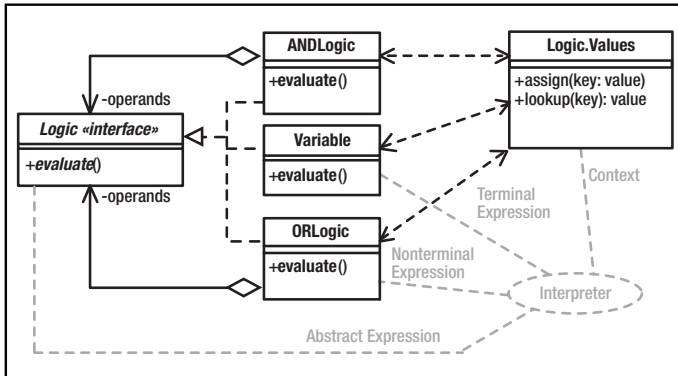 ANDLogic
+evaluate()
Logic.Values
+assign(key: value)
+lookup(key): value
-operands
Logic «interface»
+evaluate()
-operands
Variable
+evaluate()
ORLogic
+evaluate()
Context
Terminal
Expression
Nonterminal
Expression
Interpreter
Abstract Expression